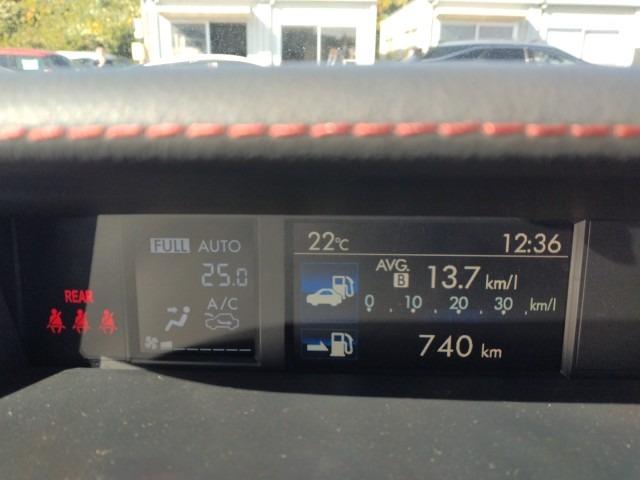 FULL AUTO
25.0
A/C
REAR
22℃ 12:36
AVG. B 13.7 km/l
0 10 20 30 km/l
740 km